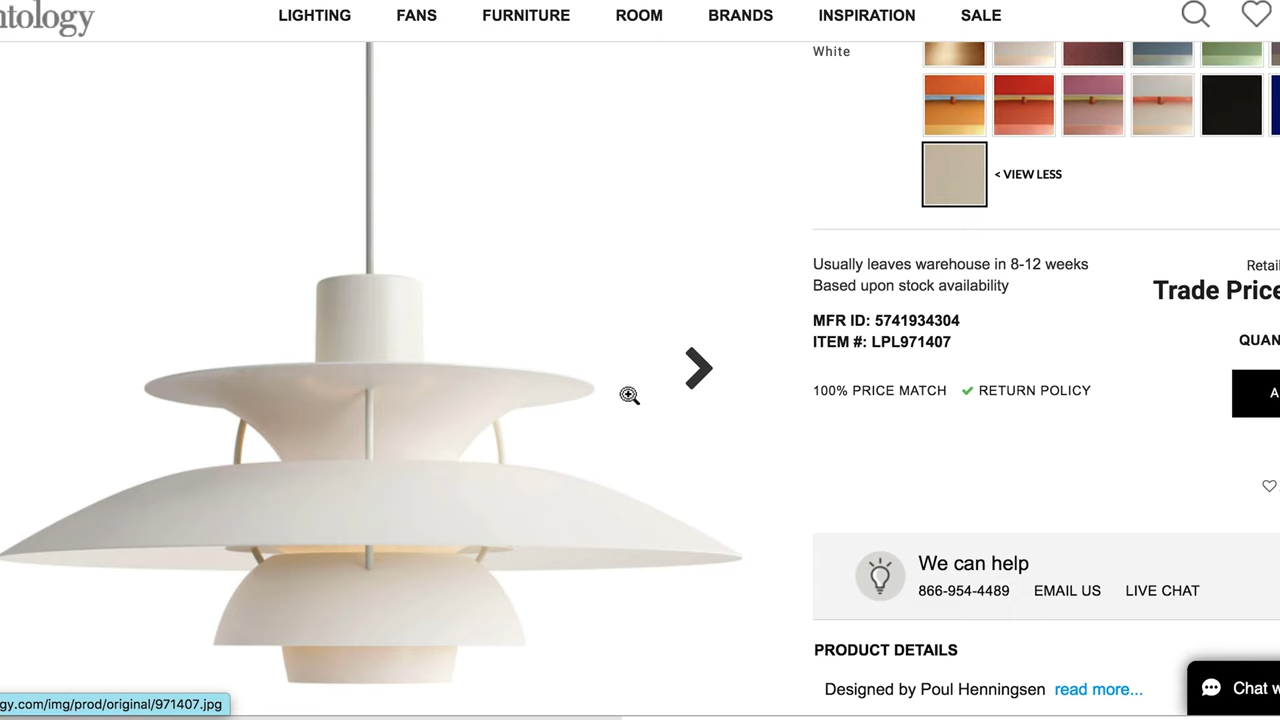 ntology
LIGHTING FANS FURNITURE ROOM BRANDS INSPIRATION SALE
White
< VIEW LESS
Usually leaves warehouse in 8-12 weeks
Based upon stock availability
Retail
Trade Price
MFR ID: 5741934304
ITEM #: LPL971407
QUAN
100% PRICE MATCH RETURN POLICY
A
We can help
866-954-4489 EMAIL US LIVE CHAT
PRODUCT DETAILS
Designed by Poul Henningsen read more...
Chat w
gy.com/img/prod/original/971407.jpg